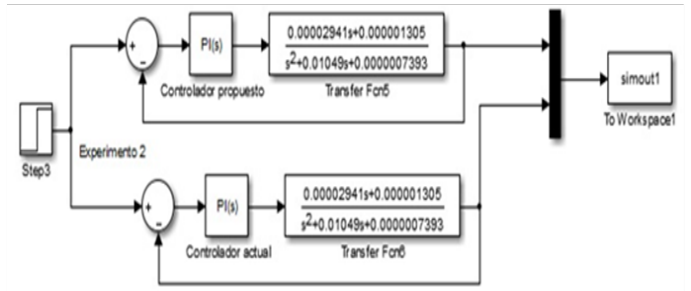 PI(s)
0.00002941s+0.000001305
s2+0.01049s+0.0000007393
Controlador propuesto
Transfer Fcn5
simout1
To Workspace1
Experimento 2
Step3
PI(s)
0.00002941s+0.000001305
s2+0.01049s+0.0000007393
Controlador actual
Transfer Fcn6